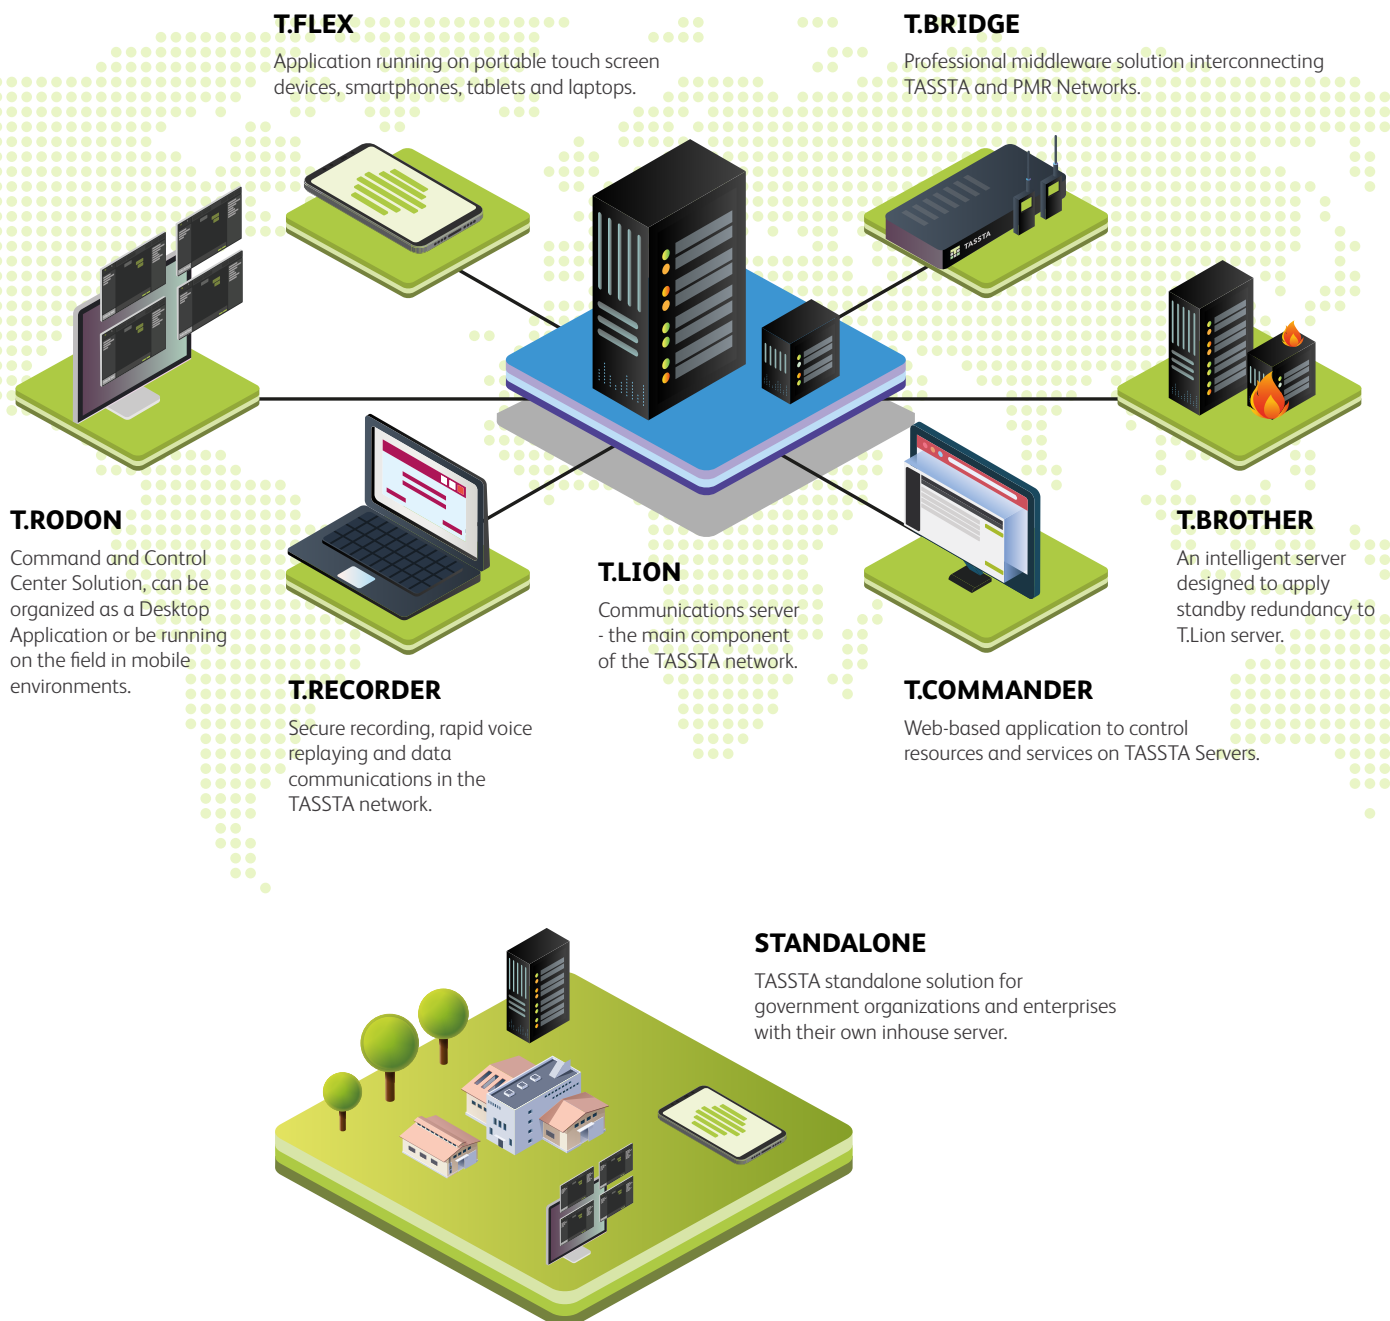 T.FLEX
Application running on portable touch screen
devices, smartphones, tablets and laptops.
T.BRIDGE
Professional middleware solution interconnecting
TASSTA and PMR Networks.
TASSTA
T.RODON
Command and Control
Center Solution, can be
organized as a Desktop
Application or be running
on the field in mobile
environments.
T.RECORDER
Secure recording, rapid voice
replaying and data
communications in the
TASSTA network.
T.LION
Communications server
- the main component
of the TASSTA network.
T.COMMANDER
Web-based application to control
resources and services on TASSTA Servers.
T.BROTHER
An intelligent server
designed to apply
standby redundancy to
T.Lion server.
STANDALONE
TASSTA standalone solution for
government organizations and enterprises
with their own inhouse server.